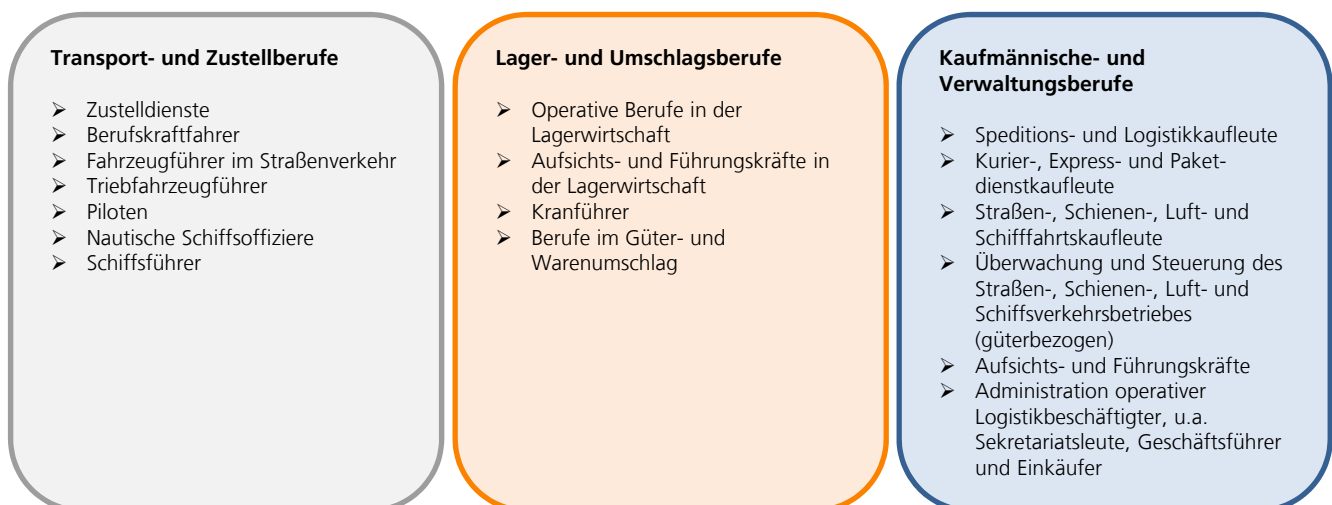 Transport- und Zustellberufe
➢ Zustelldienste
➢ Berufskraftfahrer
➢ Fahrzeugführer im Straßenverkehr
➢ Triebfahrzeugführer
➢ Piloten
➢ Nautische Schiffsoffiziere
➢ Schiffsführer
Lager- und Umschlagsberufe
➢ Operative Berufe in der
Lagerwirtschaft
➢ Aufsichts- und Führungskräfte in
der Lagerwirtschaft
➢ Kranführer
➢ Berufe im Güter- und
Warenumschlag
Kaufmännische- und
Verwaltungsberufe
➢ Speditions- und Logistikkaufleute
➢ Kurier-, Express- und Paket-
dienstkaufleute
➢ Straßen-, Schienen-, Luft- und
Schifffahrtskaufleute
➢ Überwachung und Steuerung des
Straßen-, Schienen-, Luft- und
Schiffsverkehrsbetriebes
(güterbezogen)
➢ Aufsichts- und Führungskräfte
➢ Administration operativer
Logistikbeschäftigter, u.a.
Sekretariatsleute, Geschäftsführer
und Einkäufer